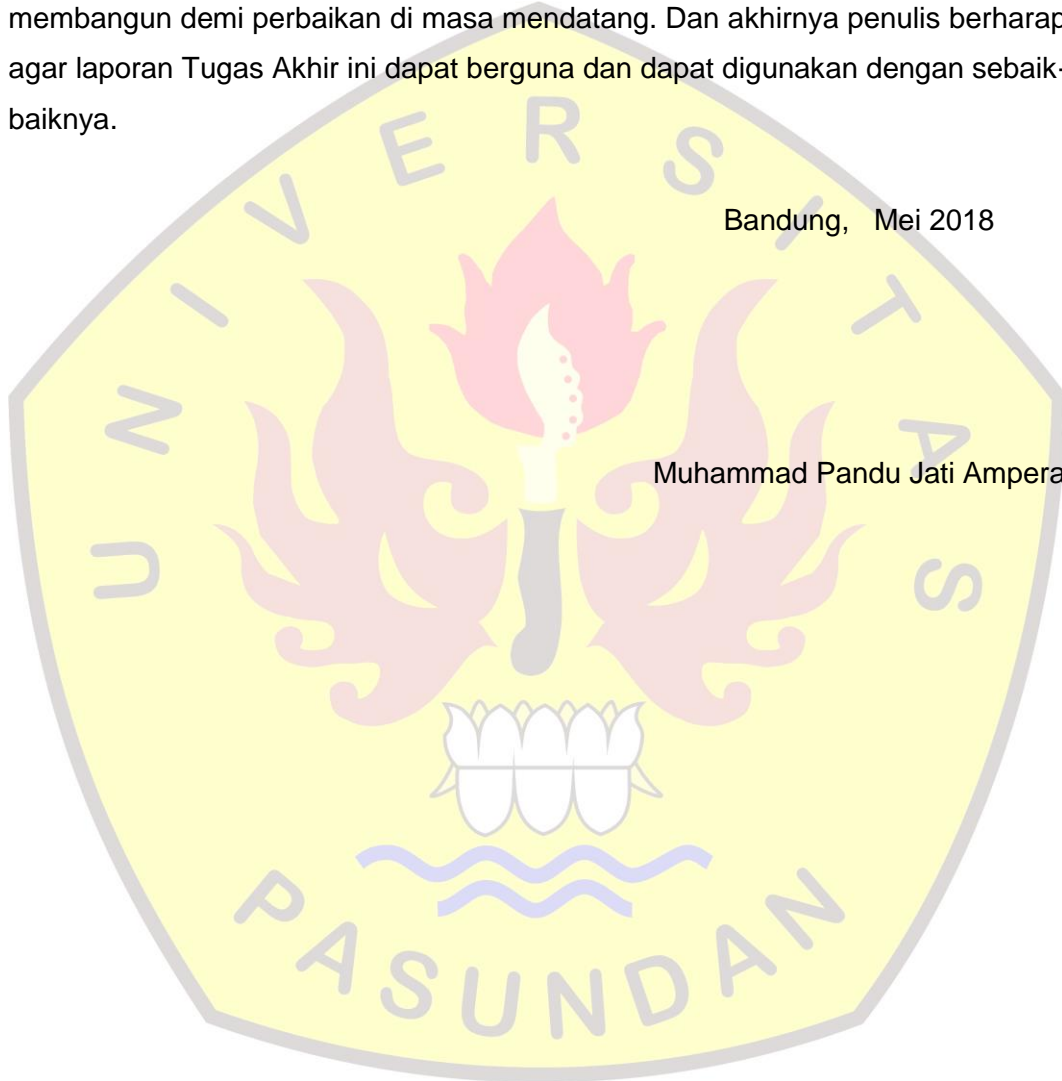 membangun demi perbaikan di masa mendatang. Dan akhirnya penulis berharap
agar laporan Tugas Akhir ini dapat berguna dan dapat digunakan dengan sebaik-
baiknya.
Bandung, Mei 2018
Muhammad Pandu Jati Ampera
UNIVERSITAS
PASUNDAN